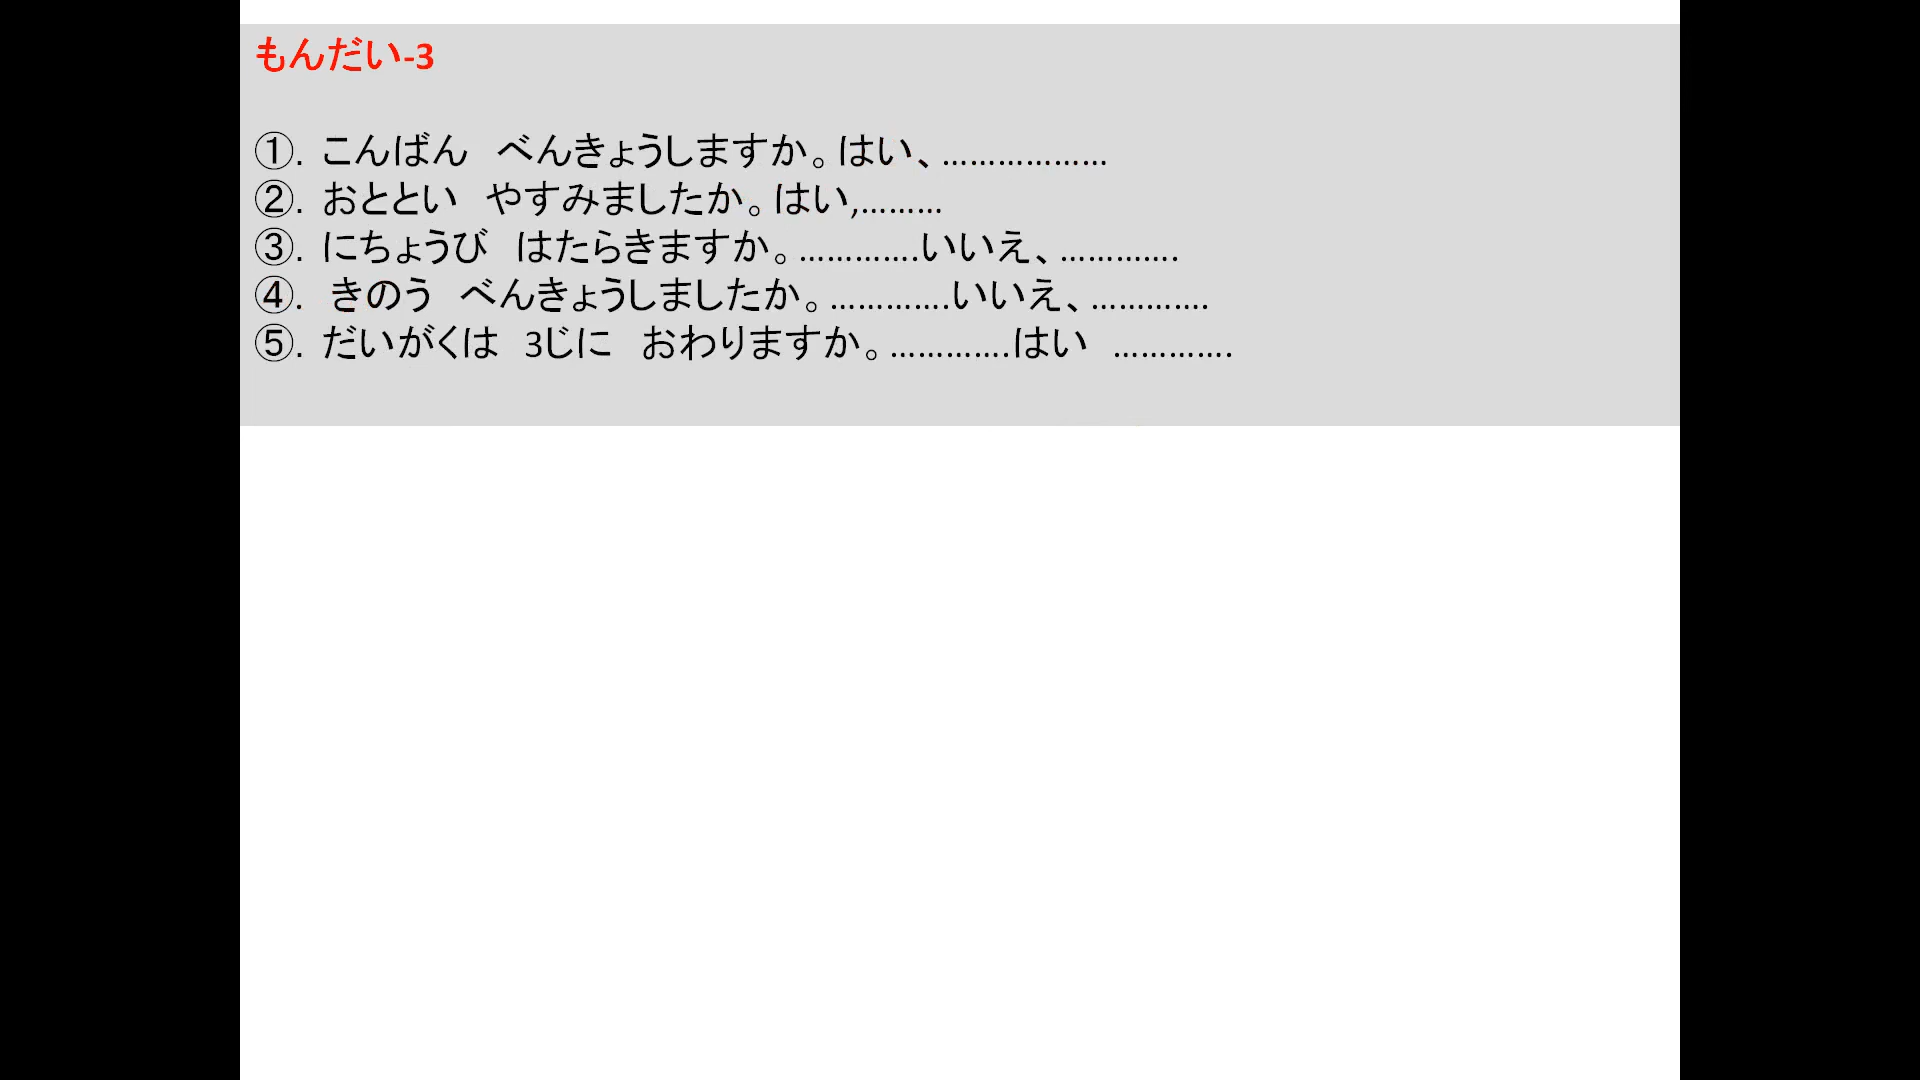 もんだい-3
①. こんばん　べんきょうしますか。はい、………………
②. おととい　やすみましたか。はい,………
③. にちょうび　はたらきますか。………….いいえ、………….
④.　きのう　べんきょうしましたか。………….いいえ、………….
⑤. だいがくは　3じに　おわりますか。………….はい　………….